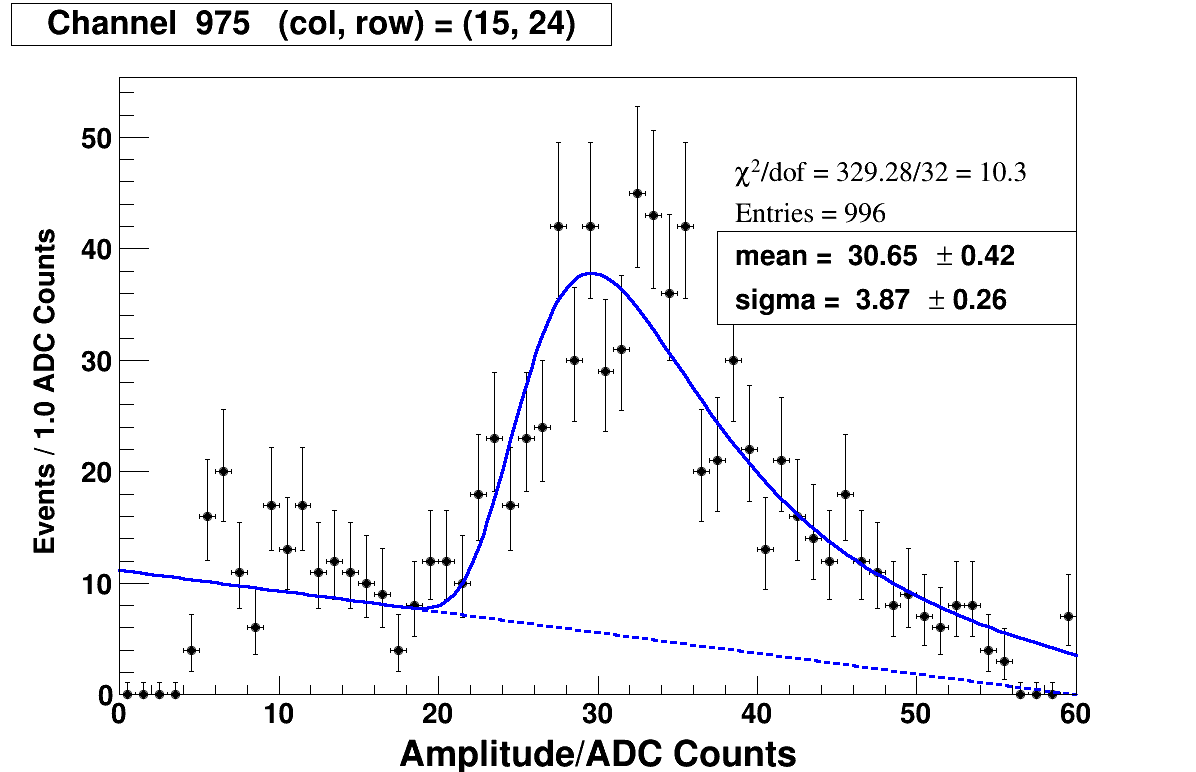 Channel 975 (col, row) = (15, 24)
χ²/dof = 329.28/32 = 10.3
Entries = 996
mean = 30.65 ± 0.42
sigma = 3.87 ± 0.26
Events / 1.0 ADC Counts
50
40
30
20
10
0
0 10 20 30 40 50 60
Amplitude/ADC Counts